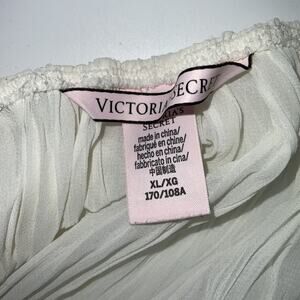 VICTORIA SECRET
A'S
SECRET
made in china/
fabriqué en chine/
hecho en china/
fabbricato in cina/
中国制造
XL/XG
170/108A